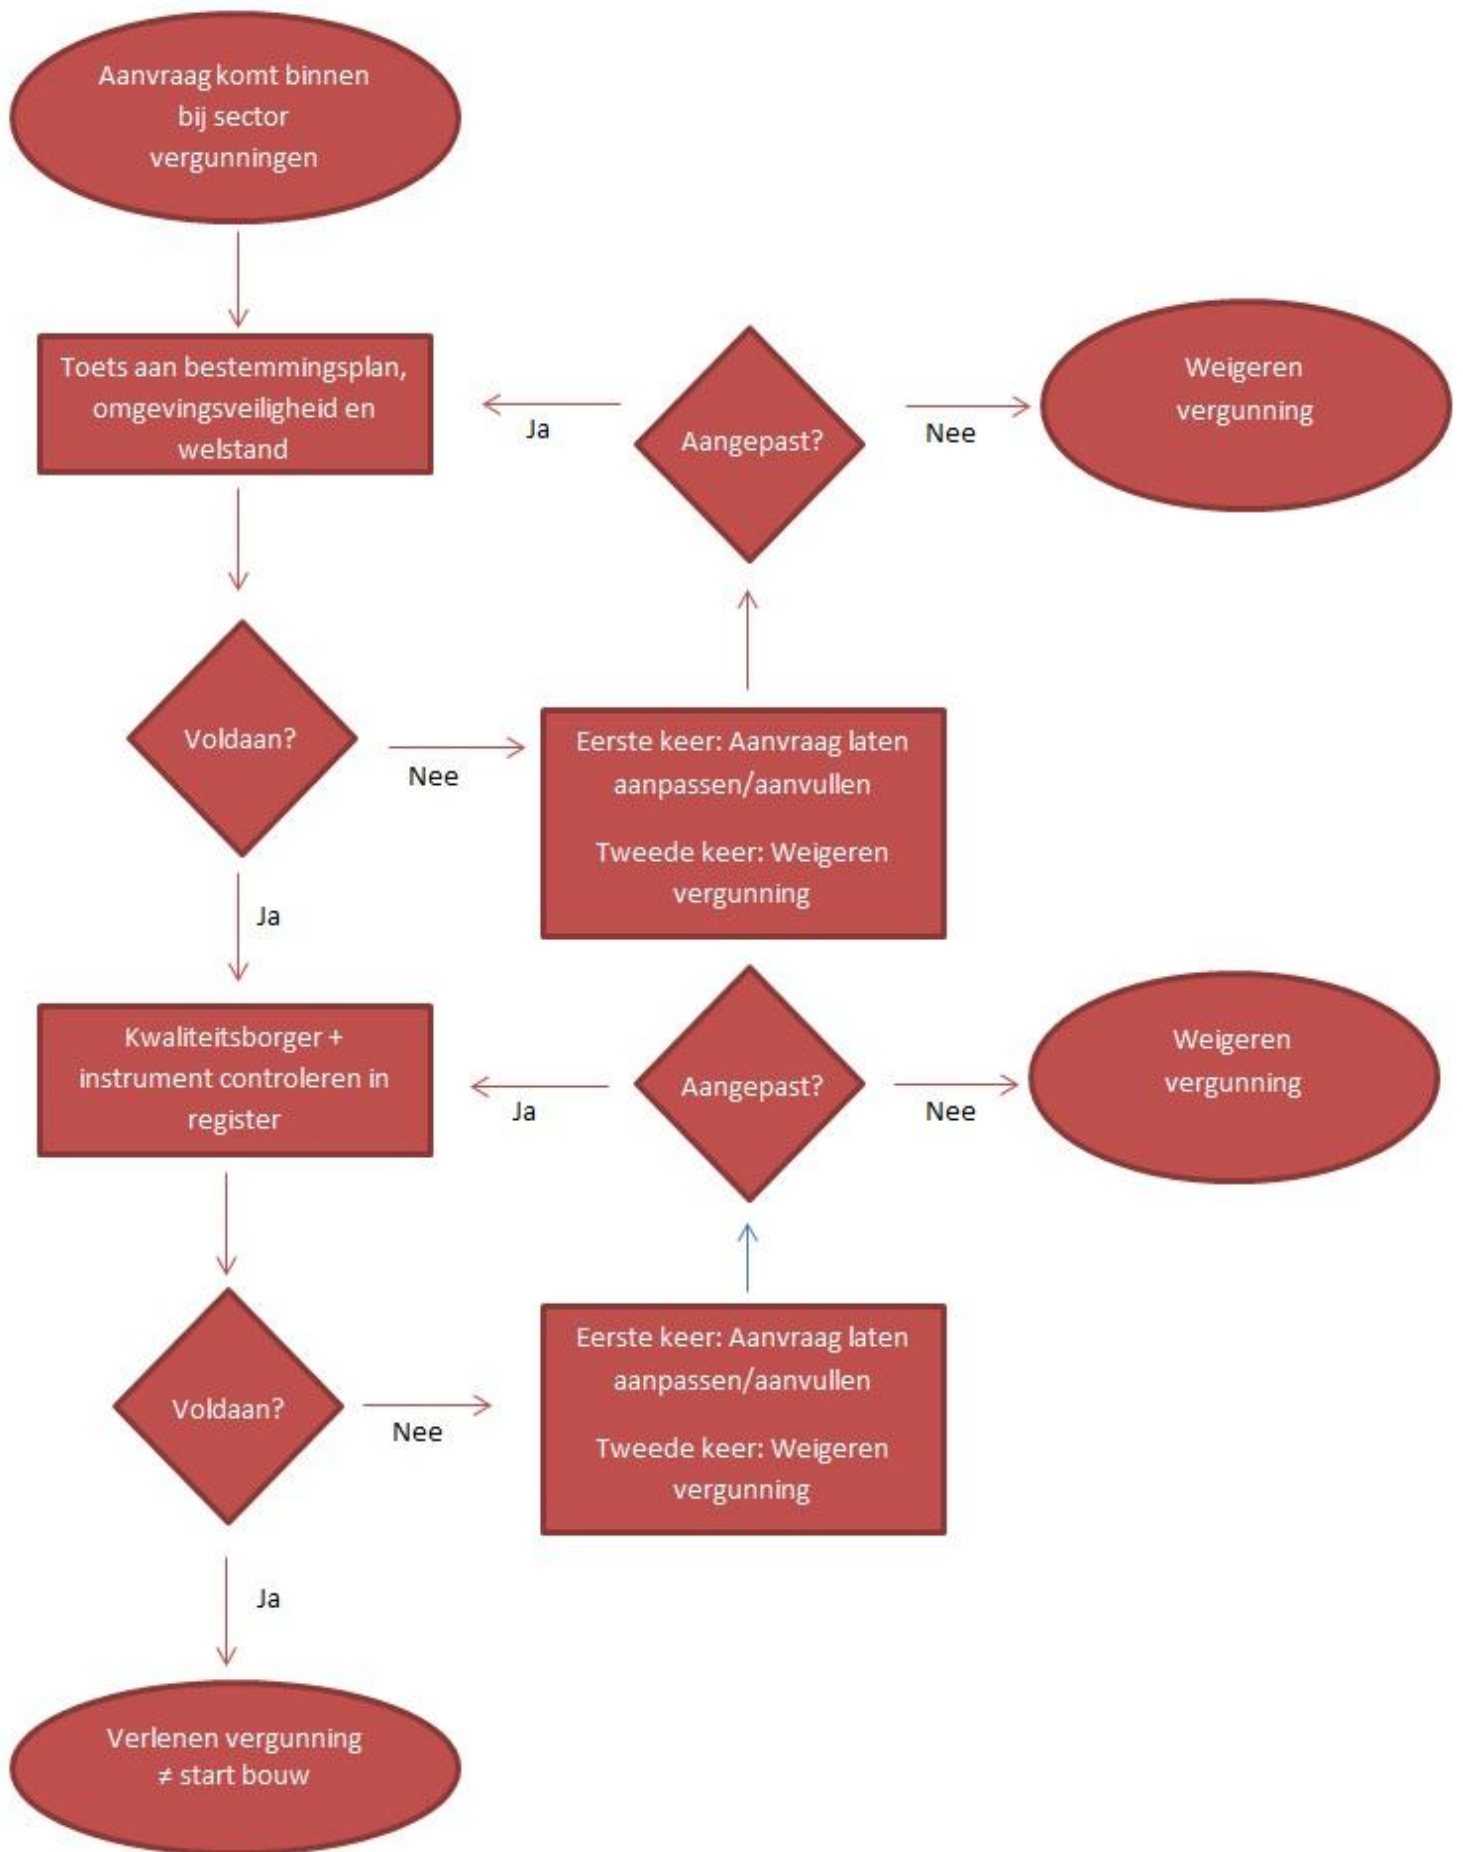 Aanvraag komt binnen
bij sector
vergunningen
Toets aan bestemmingsplan,
omgevingsveiligheid en
welstand
Ja
Aangepast?
Nee
Weigeren
vergunning
Voldaan?
Nee
Eerste keer: Aanvraag laten
aanpassen/aanvullen
Tweede keer: Weigeren
vergunning
Ja
Kwaliteitsborger +
instrument controleren in
register
Ja
Aangepast?
Nee
Weigeren
vergunning
Voldaan?
Nee
Eerste keer: Aanvraag laten
aanpassen/aanvullen
Tweede keer: Weigeren
vergunning
Ja
Verlenen vergunning
≠ start bouw